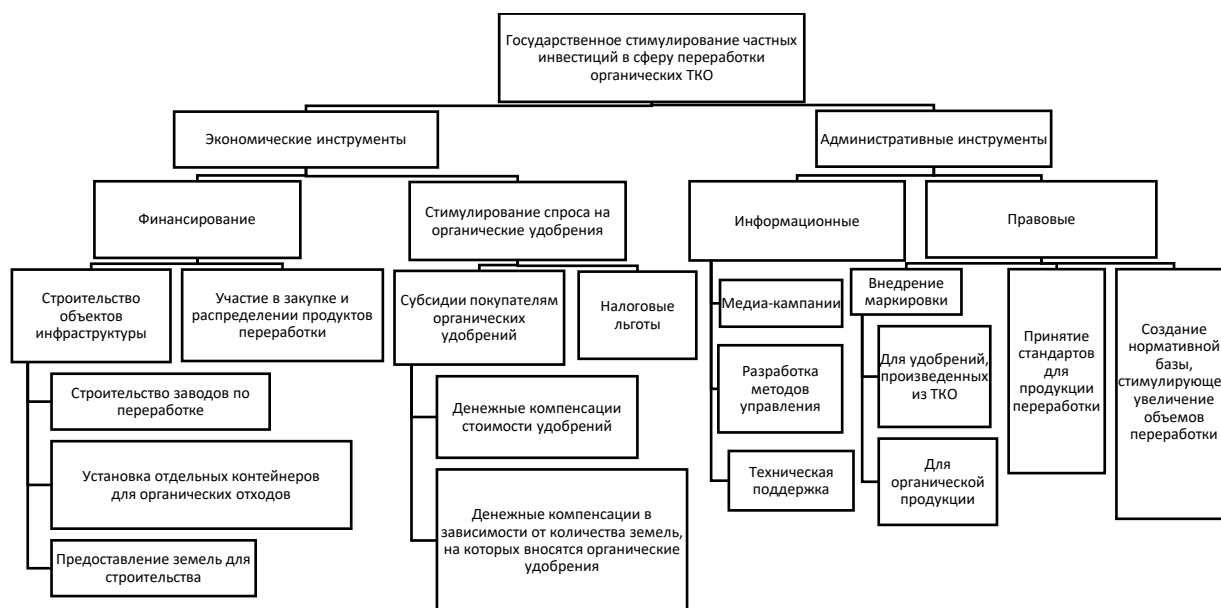 Государственное стимулирование частных
инвестиций в сферу переработки
органических ТКО
Экономические инструменты
Административные инструменты
Финансирование
Стимулирование спроса на
органические удобрения
Информационные
Правовые
Строительство
объектов
инфраструктуры
Участие в закупке и
распределении продуктов
переработки
Субсидии покупателям
органических
удобрений
Налоговые
льготы
Медиа-кампании
Внедрение
маркировки
Принятие
стандартов
для
продукции
переработки
Создание
нормативной
базы,
стимулирующе
увеличение
объемов
переработки
Строительство заводов по
переработке
Установка отдельных контейнеров
для органических отходов
Предоставление земель для
строительства
Денежные компенсации
стоимости удобрений
Денежные компенсации в
зависимости от количества земель,
на которых вносятся органические
удобрения
Разработка
методов
управления
Техническая
поддержка
Для удобрений,
произведенных
из ТКО
Для
органической
продукции